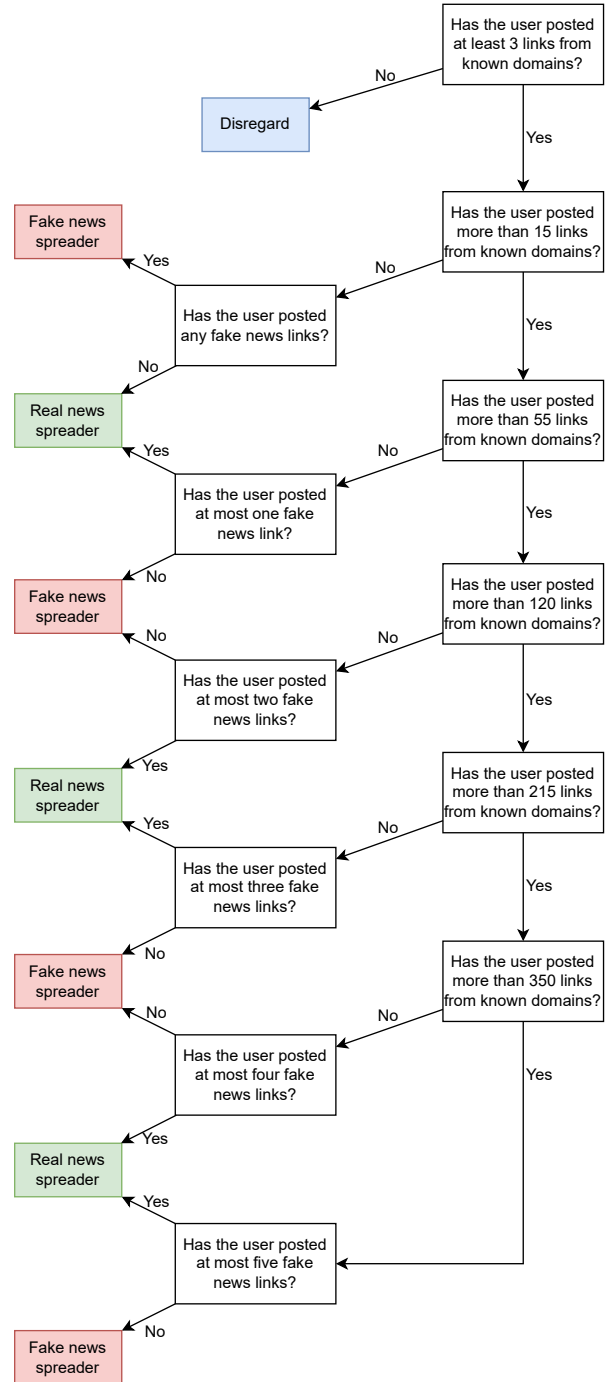 Has the user posted
at least 3 links from
known domains?
No
Disregard
Yes
Fake news
spreader
Has the user posted
more than 15 links
from known domains?
Yes
No
Has the user posted
any fake news links?
Yes
No
Real news
spreader
Has the user posted
more than 55 links
from known domains?
Yes
No
Has the user posted
at most one fake
news link?
Yes
No
Fake news
spreader
Has the user posted
more than 120 links
from known domains?
No
No
Has the user posted
at most two fake
news links?
Yes
Yes
Real news
spreader
Has the user posted
more than 215 links
from known domains?
Yes
No
Has the user posted
at most three fake
news links?
Yes
No
Fake news
spreader
Has the user posted
more than 350 links
from known domains?
No
No
Has the user posted
at most four fake
news links?
Yes
Yes
Real news
spreader
Yes
Has the user posted
at most five fake
news links?
No
Fake news
spreader